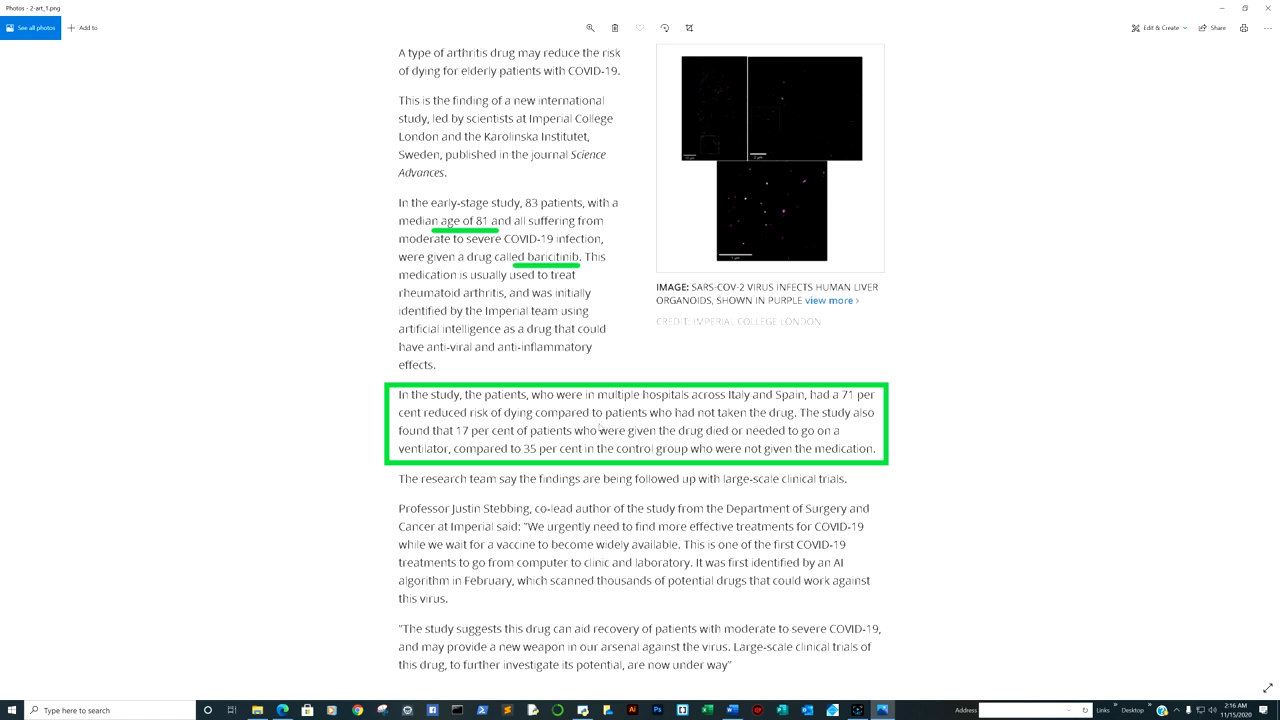 Photos - 2-art_1.png
See all photos
Add to
Edit & Create
Share
A type of arthritis drug may reduce the risk
of dying for elderly patients with COVID-19.
This is the finding of a new international
study, led by scientists at Imperial College
London and the Karolinska Institutet,
Sweden, published in the journal Science
Advances.
In the early-stage study, 83 patients, with a
median age of 81 and all suffering from
moderate to severe COVID-19 infection,
were given a drug called baricitinib. This
medication is usually used to treat
rheumatoid arthritis, and was initially
identified by the Imperial team using
artificial intelligence as a drug that could
have anti-viral and anti-inflammatory
effects.
IMAGE: SARS-COV-2 VIRUS INFECTS HUMAN LIVER
ORGANOIDS, SHOWN IN PURPLE view more >
CREDIT: IMPERIAL COLLEGE LONDON
In the study, the patients, who were in multiple hospitals across Italy and Spain, had a 71 per
cent reduced risk of dying compared to patients who had not taken the drug. The study also
found that 17 per cent of patients who were given the drug died or needed to go on a
ventilator, compared to 35 per cent in the control group who were not given the medication.
The research team say the findings are being followed up with large-scale clinical trials.
Professor Justin Stebbing, co-lead author of the study from the Department of Surgery and
Cancer at Imperial said: "We urgently need to find more effective treatments for COVID-19
while we wait for a vaccine to become widely available. This is one of the first COVID-19
treatments to go from computer to clinic and laboratory. It was first identified by an AI
algorithm in February, which scanned thousands of potential drugs that could work against
this virus.
"The study suggests this drug can aid recovery of patients with moderate to severe COVID-19,
and may provide a new weapon in our arsenal against the virus. Large-scale clinical trials of
this drug, to further investigate its potential, are now under way"
Type here to search
Address
Links
Desktop
2:16 AM
11/15/2020